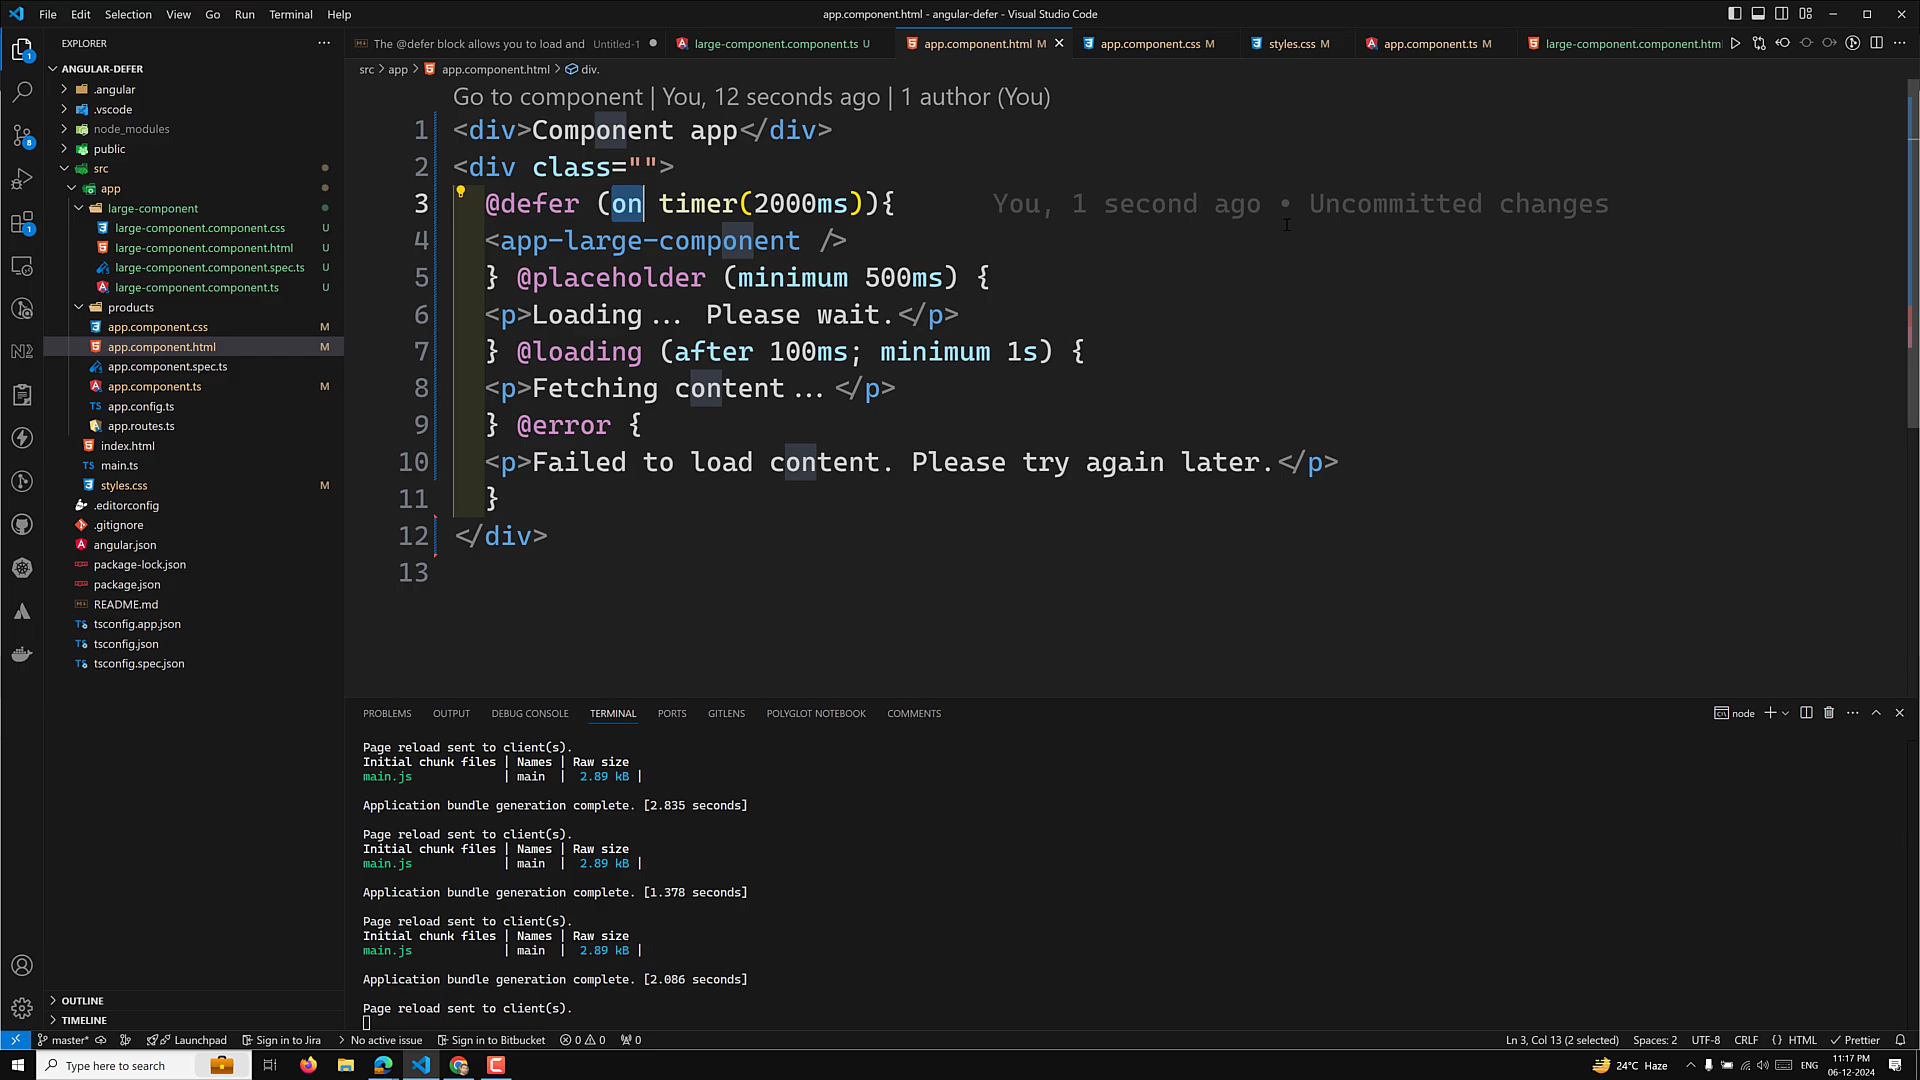 File Edit Selection View Go Run Terminal Help
app.component.html - angular-defer - Visual Studio Code
EXPLORER
The @defer block allows you to load and Untitled-1
large-component.component.ts U
app.component.html M
app.component.css M
styles.css M
app.component.ts M
large-component.component.html
src > app > app.component.html > div.
ANGULAR-DEFER
.angular
.vscode
node_modules
public
src
app
large-component
large-component.component.css U
large-component.component.html U
large-component.component.spec.ts U
large-component.component.ts U
products
app.component.css M
app.component.html M
app.component.spec.ts
app.component.ts M
app.config.ts
app.routes.ts
index.html
main.ts
styles.css M
.editorconfig
.gitignore
angular.json
package-lock.json
package.json
README.md
tsconfig.app.json
tsconfig.json
tsconfig.spec.json
OUTLINE
TIMELINE
Go to component | You, 12 seconds ago | 1 author (You)
1 <div>Component app</div>
2 <div class="">
3 @defer (on timer(2000ms)){ You, 1 second ago • Uncommitted changes
4 <app-large-component />
5 } @placeholder (minimum 500ms) {
6 <p>Loading... Please wait.</p>
7 } @loading (after 100ms; minimum 1s) {
8 <p>Fetching content...</p>
9 } @error {
10 <p>Failed to load content. Please try again later.</p>
11 }
12 </div>
13
PROBLEMS OUTPUT DEBUG CONSOLE TERMINAL PORTS GITLENS POLYGLOT NOTEBOOK COMMENTS
node
Page reload sent to client(s).
Initial chunk files | Names | Raw size
main.js | main | 2.89 kB |
Application bundle generation complete. [2.835 seconds]
Page reload sent to client(s).
Initial chunk files | Names | Raw size
main.js | main | 2.89 kB |
Application bundle generation complete. [1.378 seconds]
Page reload sent to client(s).
Initial chunk files | Names | Raw size
main.js | main | 2.89 kB |
Application bundle generation complete. [2.086 seconds]
Page reload sent to client(s).
master* Launchpad Sign in to Jira No active issue Sign in to Bitbucket 0 0 0
Ln 3, Col 13 (2 selected) Spaces: 2 UTF-8 CRLF {} HTML Prettier
Type here to search
24°C Haze ENG
11:17 PM
06-12-2024